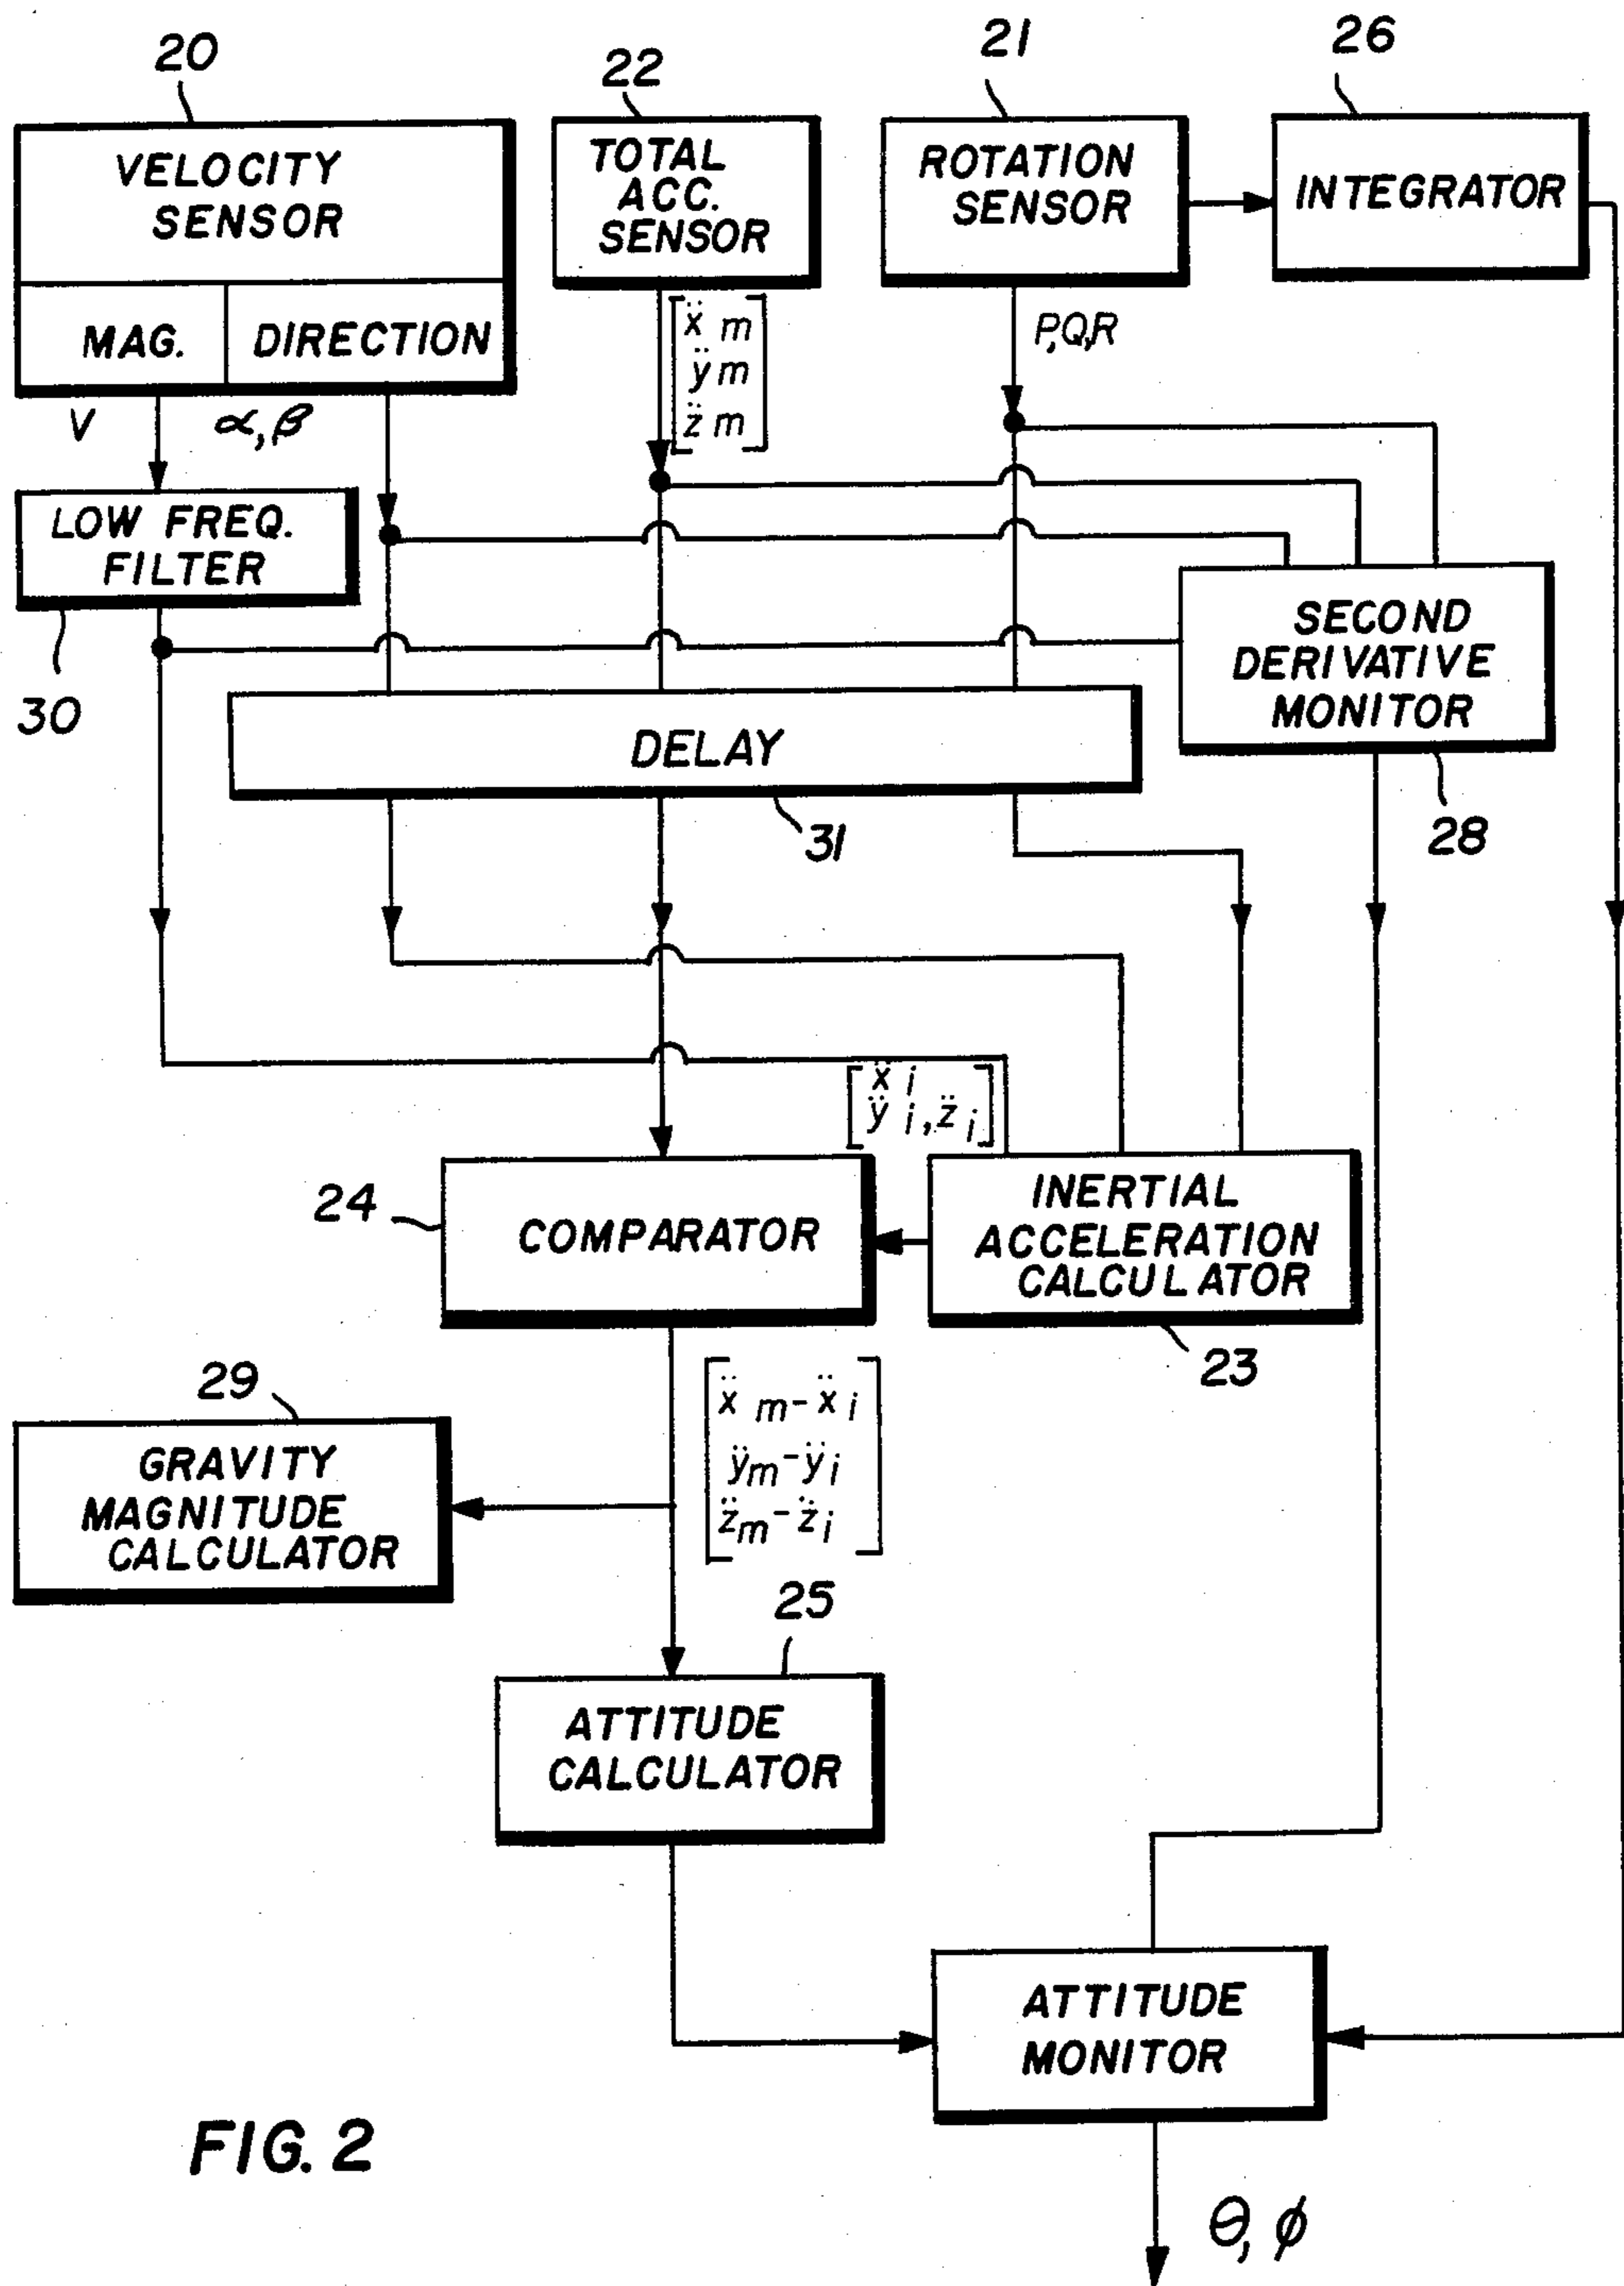 20
22
21
26
VELOCITY
SENSOR
MAG.
DIRECTION
TOTAL
ACC.
SENSOR
ROTATION
SENSOR
INTEGRATOR
V
α, β
[ẍ m
ÿ m
z̈ m]
P,Q,R
LOW FREQ.
FILTER
30
SECOND
DERIVATIVE
MONITOR
28
DELAY
31
[ẍ i
ÿ i, z̈ i]
24
COMPARATOR
INERTIAL
ACCELERATION
CALCULATOR
23
[ẍ m - ẍ i
ÿ m - ÿ i
z̈ m - z̈ i]
29
GRAVITY
MAGNITUDE
CALCULATOR
25
ATTITUDE
CALCULATOR
ATTITUDE
MONITOR
FIG. 2
θ, ϕ